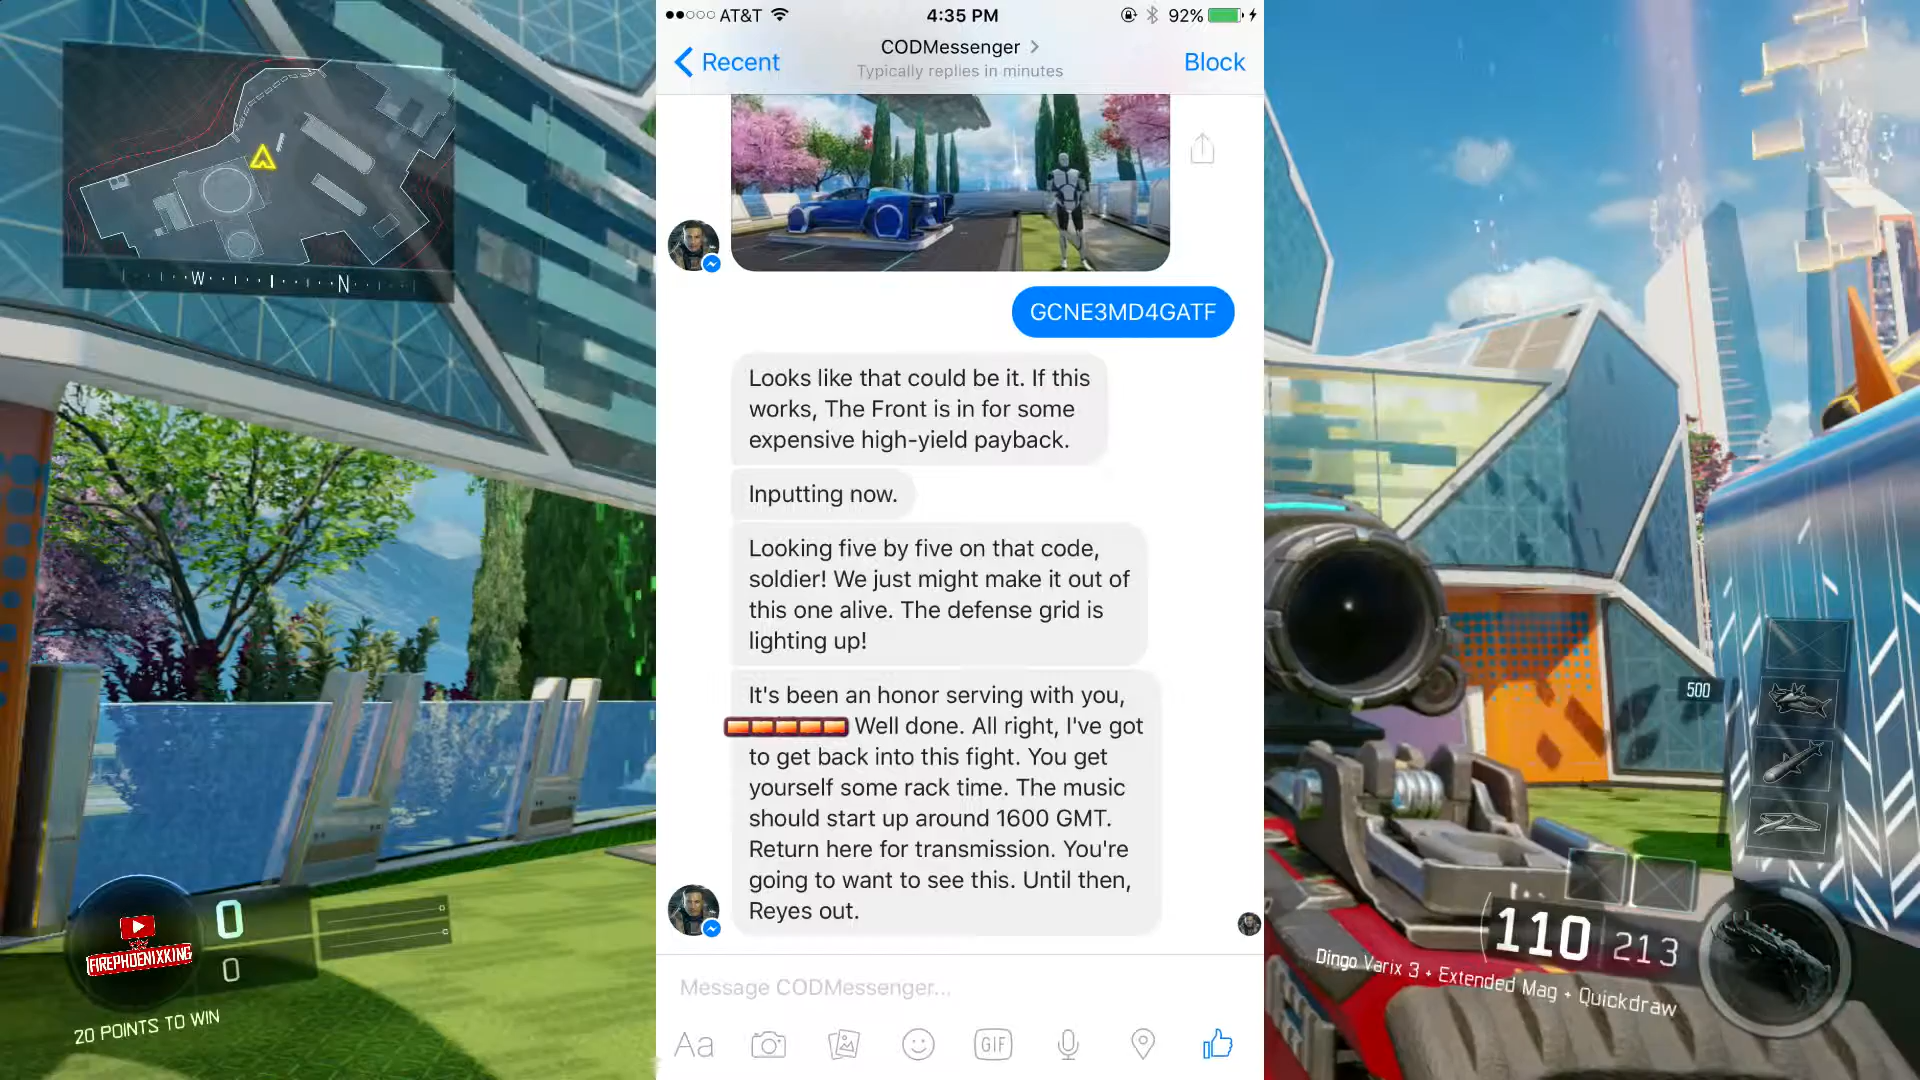 AT&T
4:35 PM
92%
Recent
CODMessenger
Block
Typically replies in minutes
GCNE3MD4GATF
Looks like that could be it. If this
works, The Front is in for some
expensive high-yield payback.
Inputting now.
Looking five by five on that code,
soldier! We just might make it out of
this one alive. The defense grid is
lighting up!
It's been an honor serving with you,
Well done. All right, I've got
to get back into this fight. You get
yourself some rack time. The music
should start up around 1600 GMT.
Return here for transmission. You're
going to want to see this. Until then,
Reyes out.
Message CODMessenger...
Aa
GIF
W
N
0
0
FIREPHOENIXKING
20 POINTS TO WIN
500
110 213
Dingo Varix 3 + Extended Mag + Quickdraw